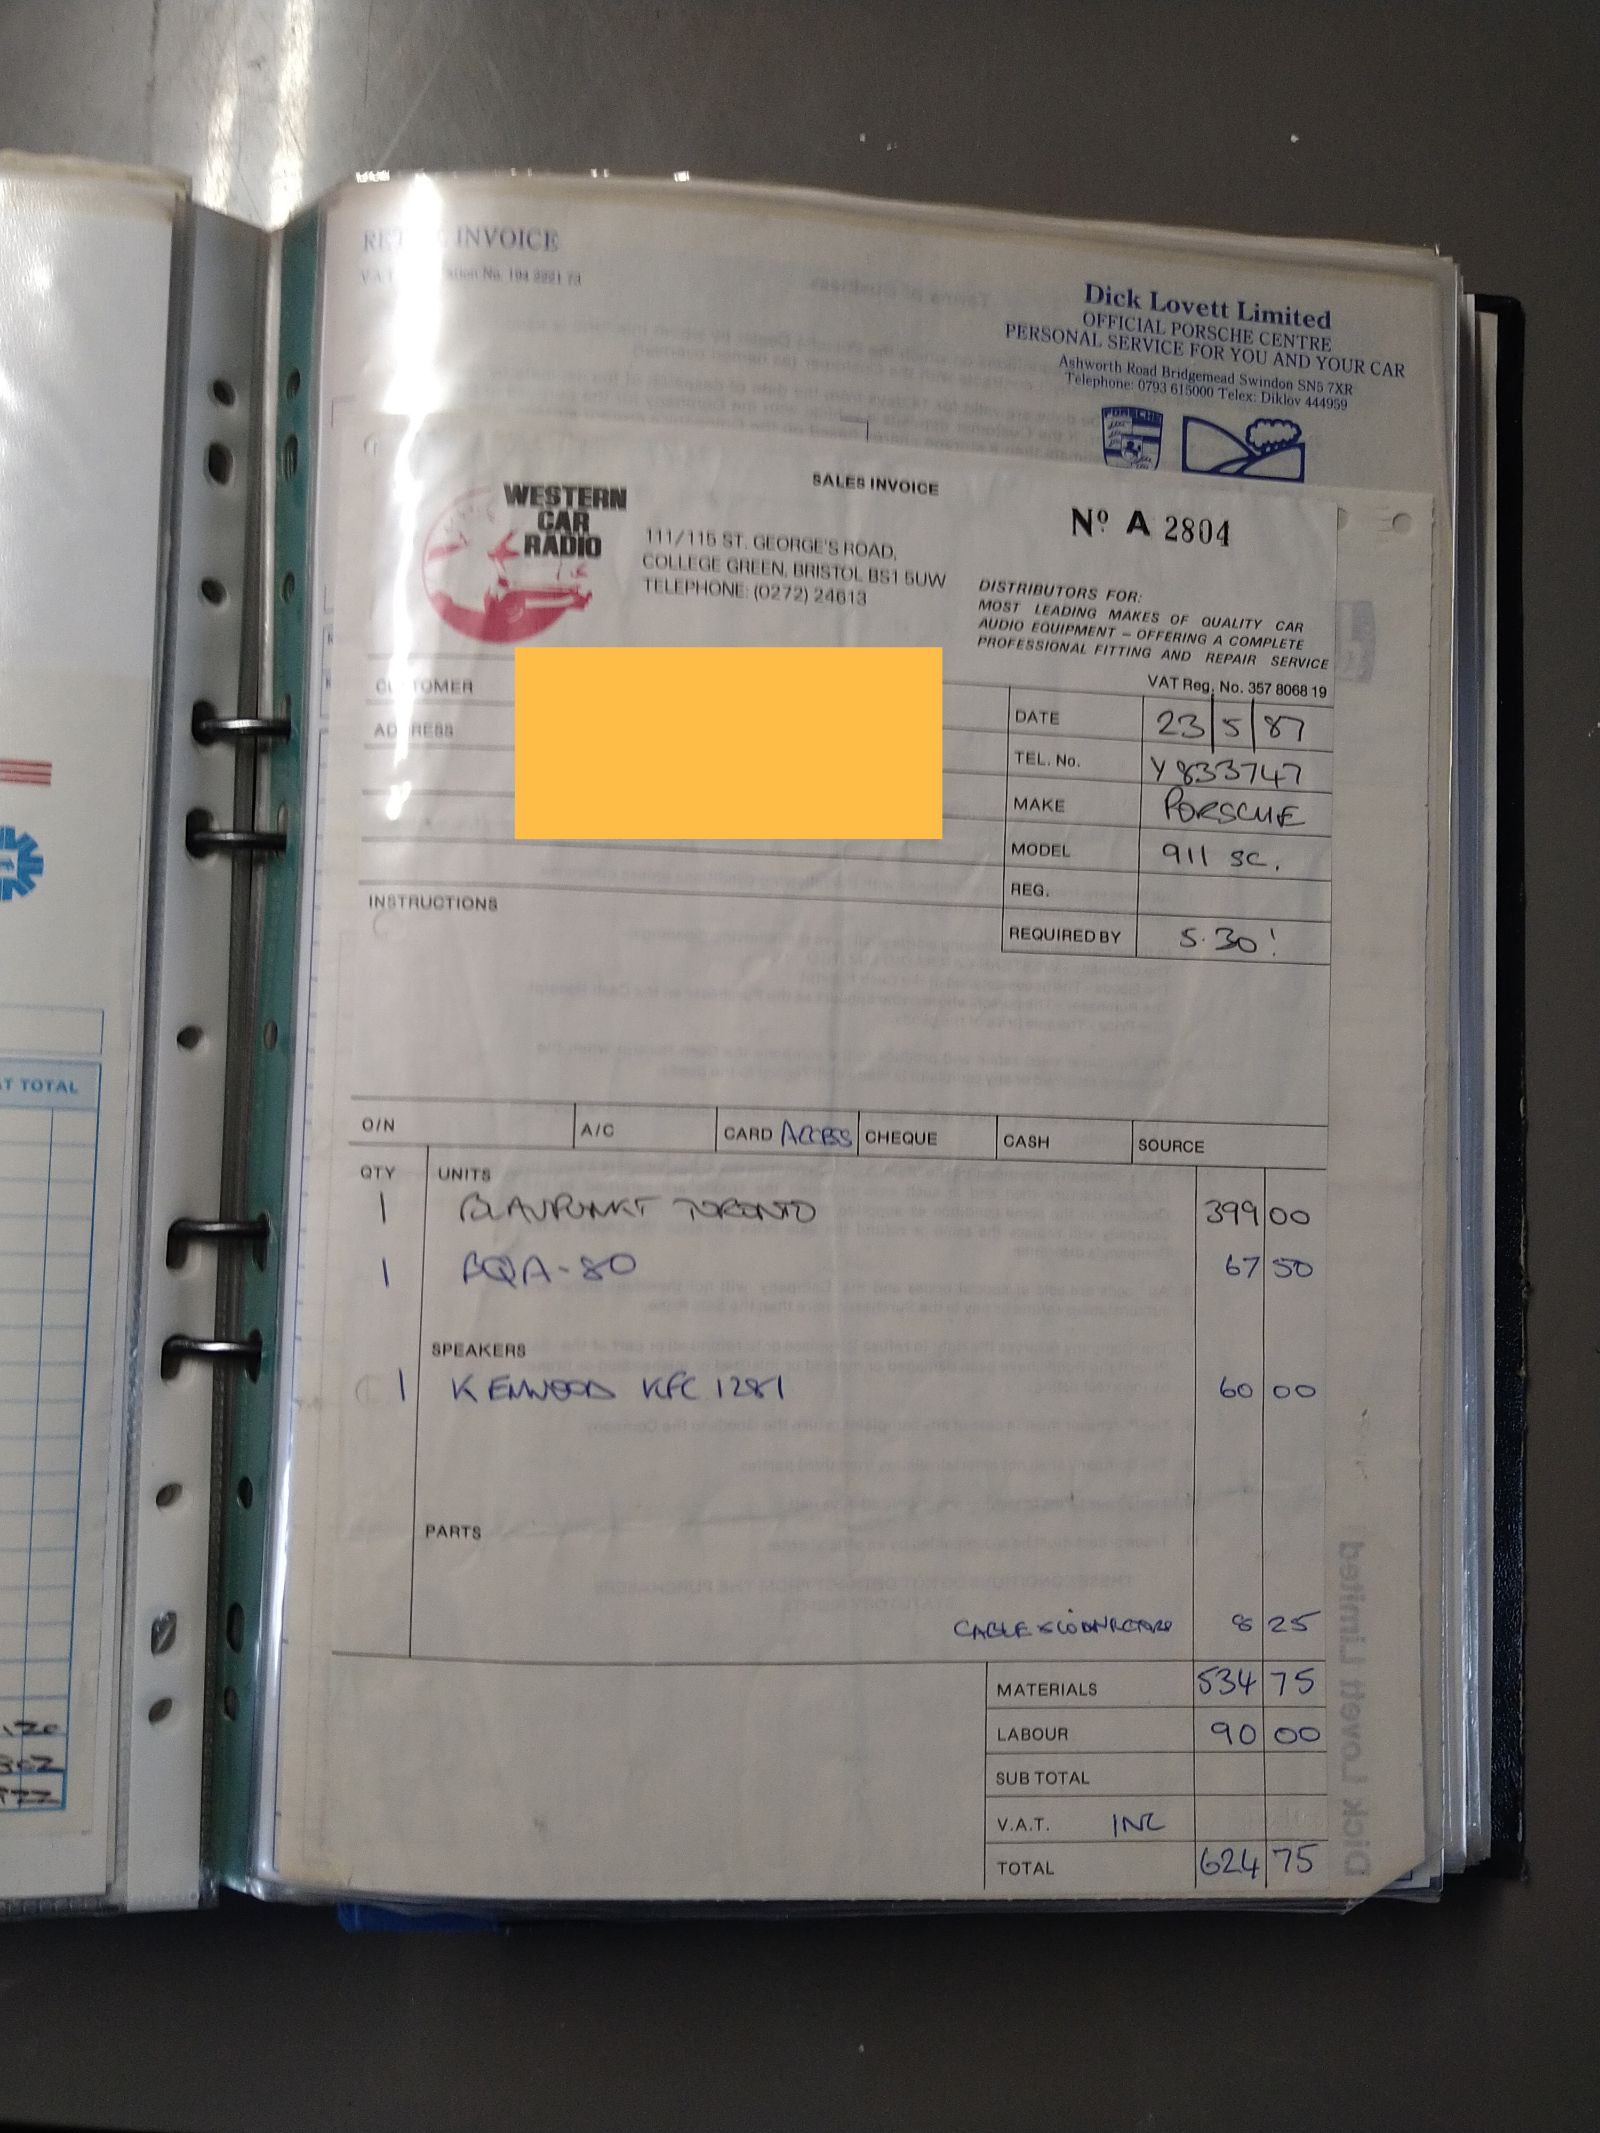 INVOICE
Dick Lovett Limited
OFFICIAL PORSCHE CENTRE
PERSONAL SERVICE FOR YOU AND YOUR CAR
Ashworth Road Bridgemead Swindon SN5 7XR
Telephone: 0793 615000 Telex: Diklov 444959
PORSCHE
WESTERN
CAR
RADIO
SALES INVOICE
111/115 ST. GEORGE'S ROAD,
COLLEGE GREEN, BRISTOL BS1 5UW
TELEPHONE: (0272) 24613
Nº A 2804
DISTRIBUTORS FOR:
MOST LEADING MAKES OF QUALITY CAR
AUDIO EQUIPMENT – OFFERING A COMPLETE
PROFESSIONAL FITTING AND REPAIR SERVICE
VAT Reg. No. 357 8068 19
CUSTOMER
ADDRESS
DATE 23 5 87
TEL. No. Y833747
MAKE PORSCHE
MODEL 911 SC.
REG.
REQUIRED BY 5.30!
INSTRUCTIONS
O/N A/C CARD ACCESS CHEQUE CASH SOURCE
QTY UNITS
1 BLAUPUNKT TORONTO 399 00
1 BQA-80 67 50
SPEAKERS
1 KENWOOD KFC 1281 60 00
PARTS
8 25
MATERIALS 534 75
LABOUR 90 00
SUB TOTAL
V.A.T. INC
TOTAL 624 75
Dick Lovett Limited
AT TOTAL